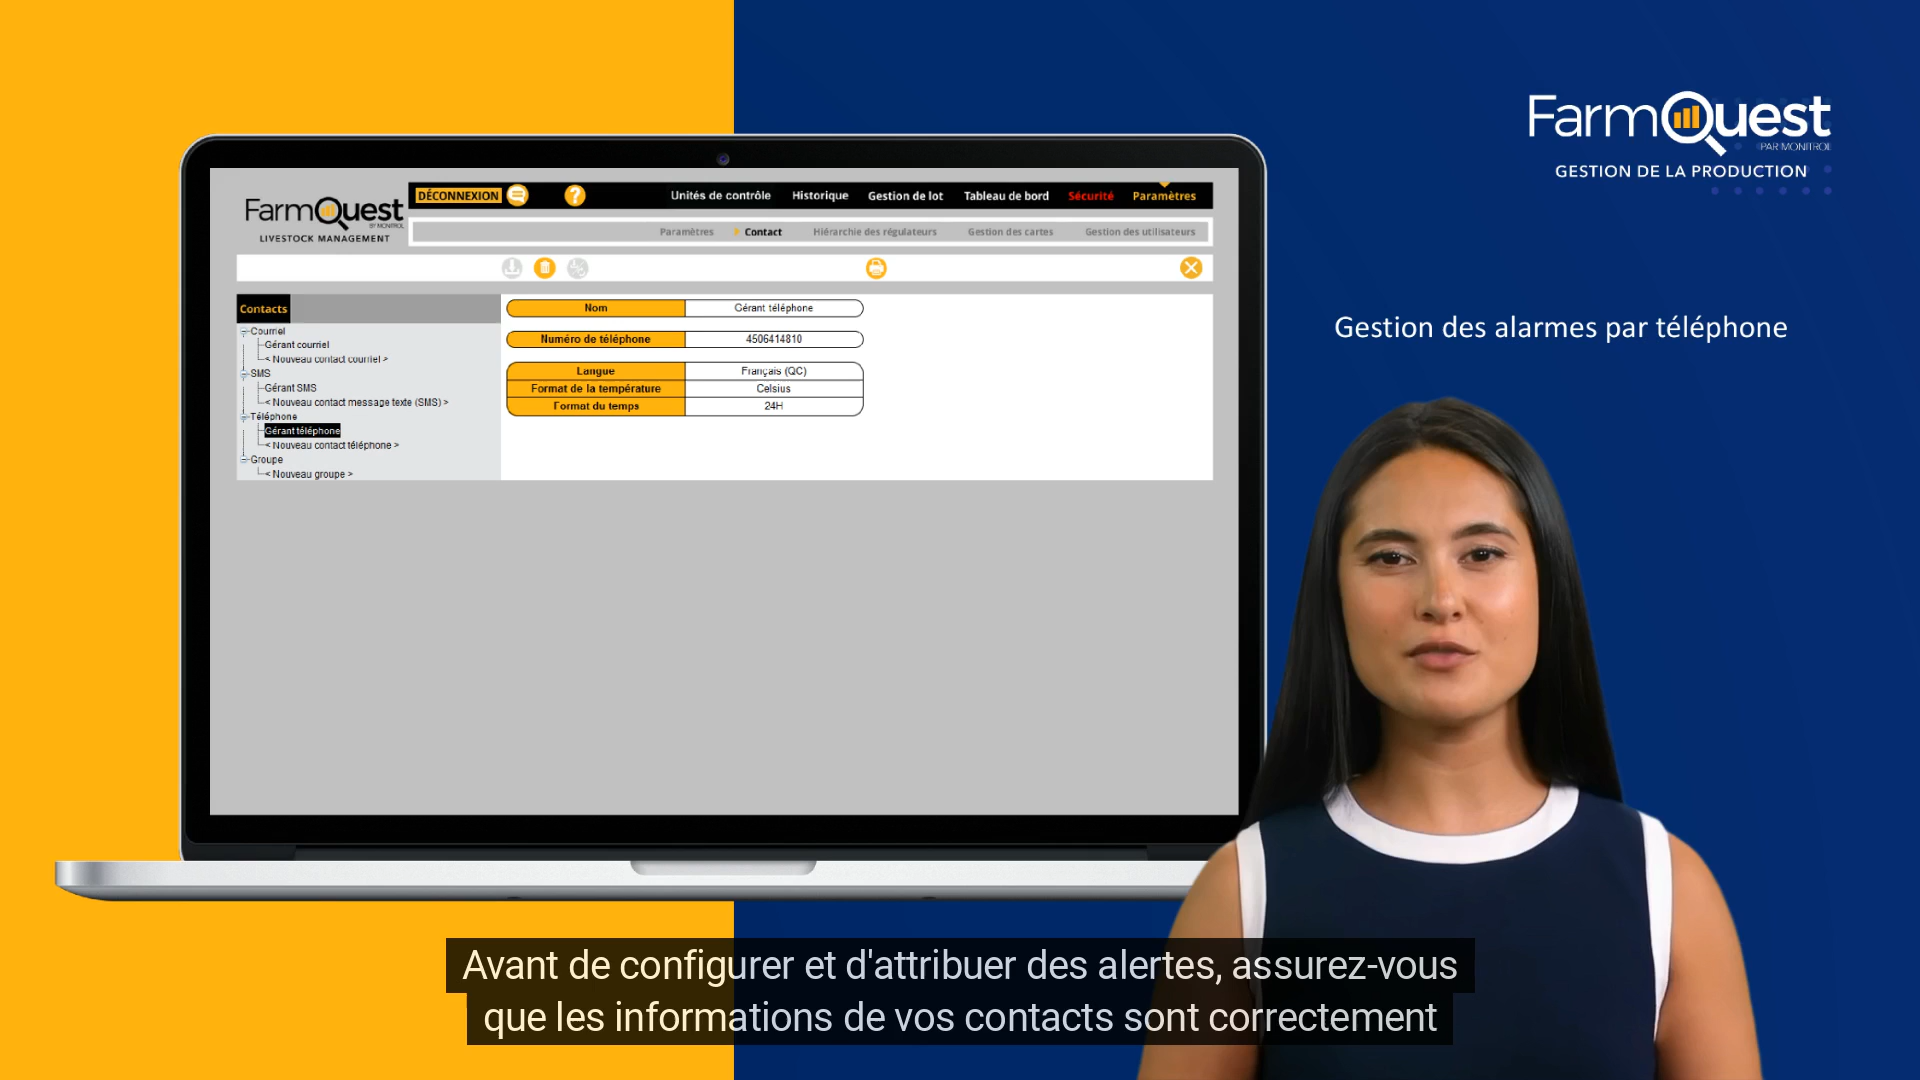 FarmQuest
PAR MONITROL
GESTION DE LA PRODUCTION
FarmQuest
BY MONITROL
LIVESTOCK MANAGEMENT
DÉCONNEXION ? Unités de contrôle Historique Gestion de lot Tableau de bord Sécurité Paramètres
Paramètres Contact Hiérarchie des régulateurs Gestion des cartes Gestion des utilisateurs
Contacts
Courriel
Gérant courriel
< Nouveau contact courriel >
SMS
Gérant SMS
< Nouveau contact message texte (SMS) >
Téléphone
Gérant téléphone
< Nouveau contact téléphone >
Groupe
< Nouveau groupe >
Nom Gérant téléphone
Numéro de téléphone 4506414810
Langue Français (QC)
Format de la température Celsius
Format du temps 24H
Gestion des alarmes par téléphone
Avant de configurer et d'attribuer des alertes, assurez-vous
que les informations de vos contacts sont correctement